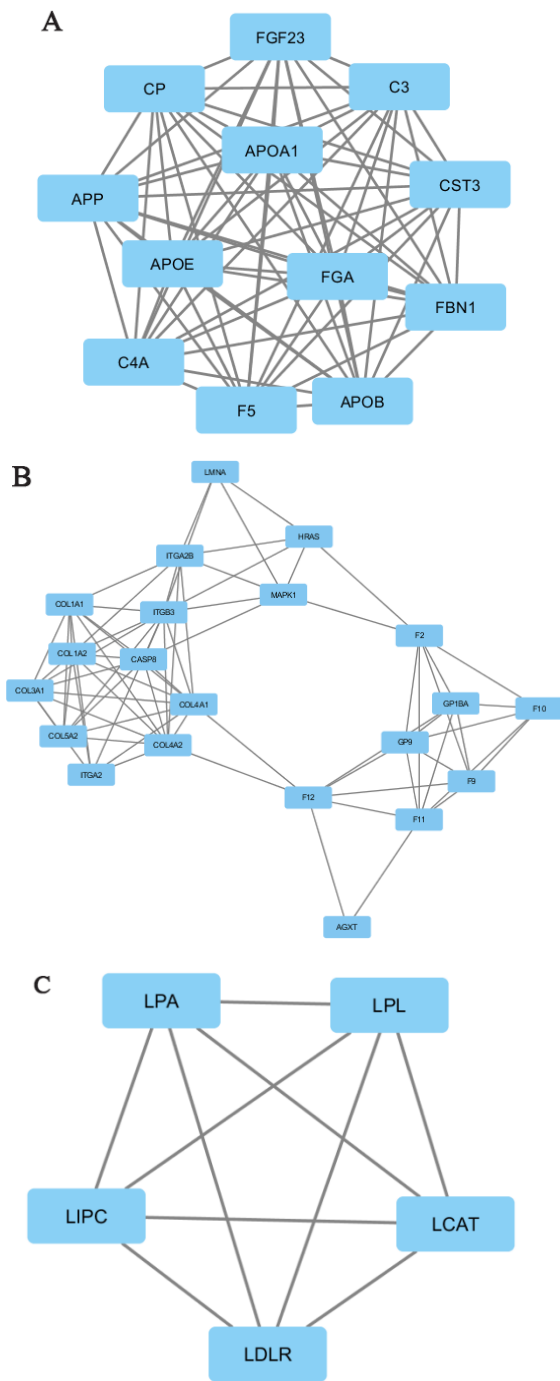 A
FGF23
CP
C3
APOA1
APP
CST3
APOE
FGA
FBN1
C4A
F5
APOB
B
LMNA
HRAS
ITGA2B
MAPK1
COL1A1
ITGB3
F2
COL1A2
CASP8
COL3A1
COL4A1
GP1BA
F10
COL5A2
COL4A2
GP9
ITGA2
F9
F12
F11
AGXT
C
LPA
LPL
LIPC
LCAT
LDLR